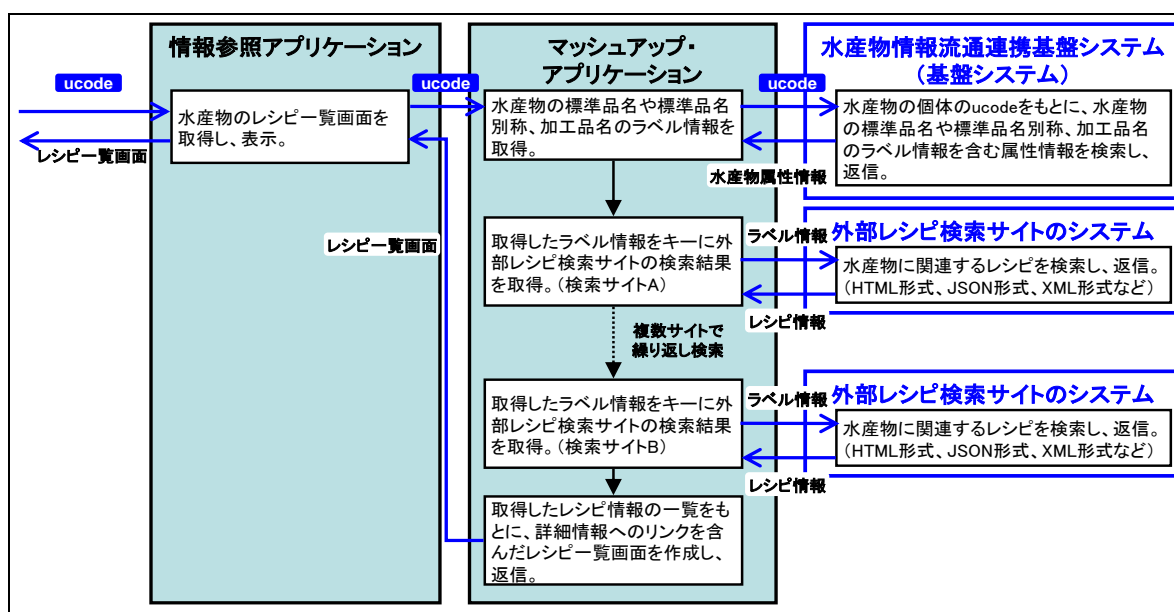 情報参照アプリケーション
マッシュアップ・
アプリケーション
水産物情報流通連携基盤システム
(基盤システム)
ucode
ucode
ucode
水産物のレシピ一覧画面を
取得し、表示。
レシピ一覧画面
水産物の標準品名や標準品名
別称、加工品名のラベル情報を
取得。
水産物の個体のucodeをもとに、水産物
の標準品名や標準品名別称、加工品名
のラベル情報を含む属性情報を検索し、
返信。
水産物属性情報
レシピ一覧画面
取得したラベル情報をキーに外
部レシピ検索サイトの検索結果
を取得。(検索サイトA)
ラベル情報
外部レシピ検索サイトのシステム
水産物に関連するレシピを検索し、返信。
(HTML形式、JSON形式、XML形式など)
レシピ情報
複数サイトで
繰り返し検索
取得したラベル情報をキーに外
部レシピ検索サイトの検索結果
を取得。(検索サイトB)
ラベル情報
外部レシピ検索サイトのシステム
水産物に関連するレシピを検索し、返信。
(HTML形式、JSON形式、XML形式など)
レシピ情報
取得したレシピ情報の一覧をも
とに、詳細情報へのリンクを含
んだレシピ一覧画面を作成し、
返信。